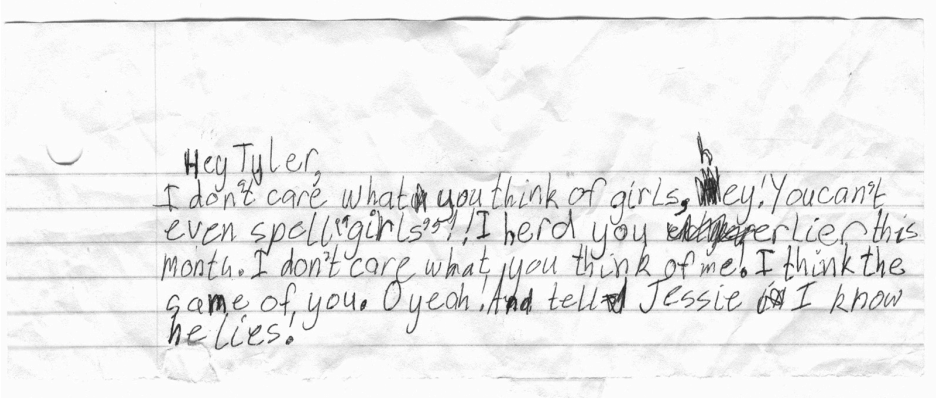 Hey Tyler,
I don't care what you think of girls, hey! You can't
even spell "girls"!! I herd you erlier this
month. I don't care what you think of me! I think the
same of you. O yeah! And tell Jessie I know
he lies!